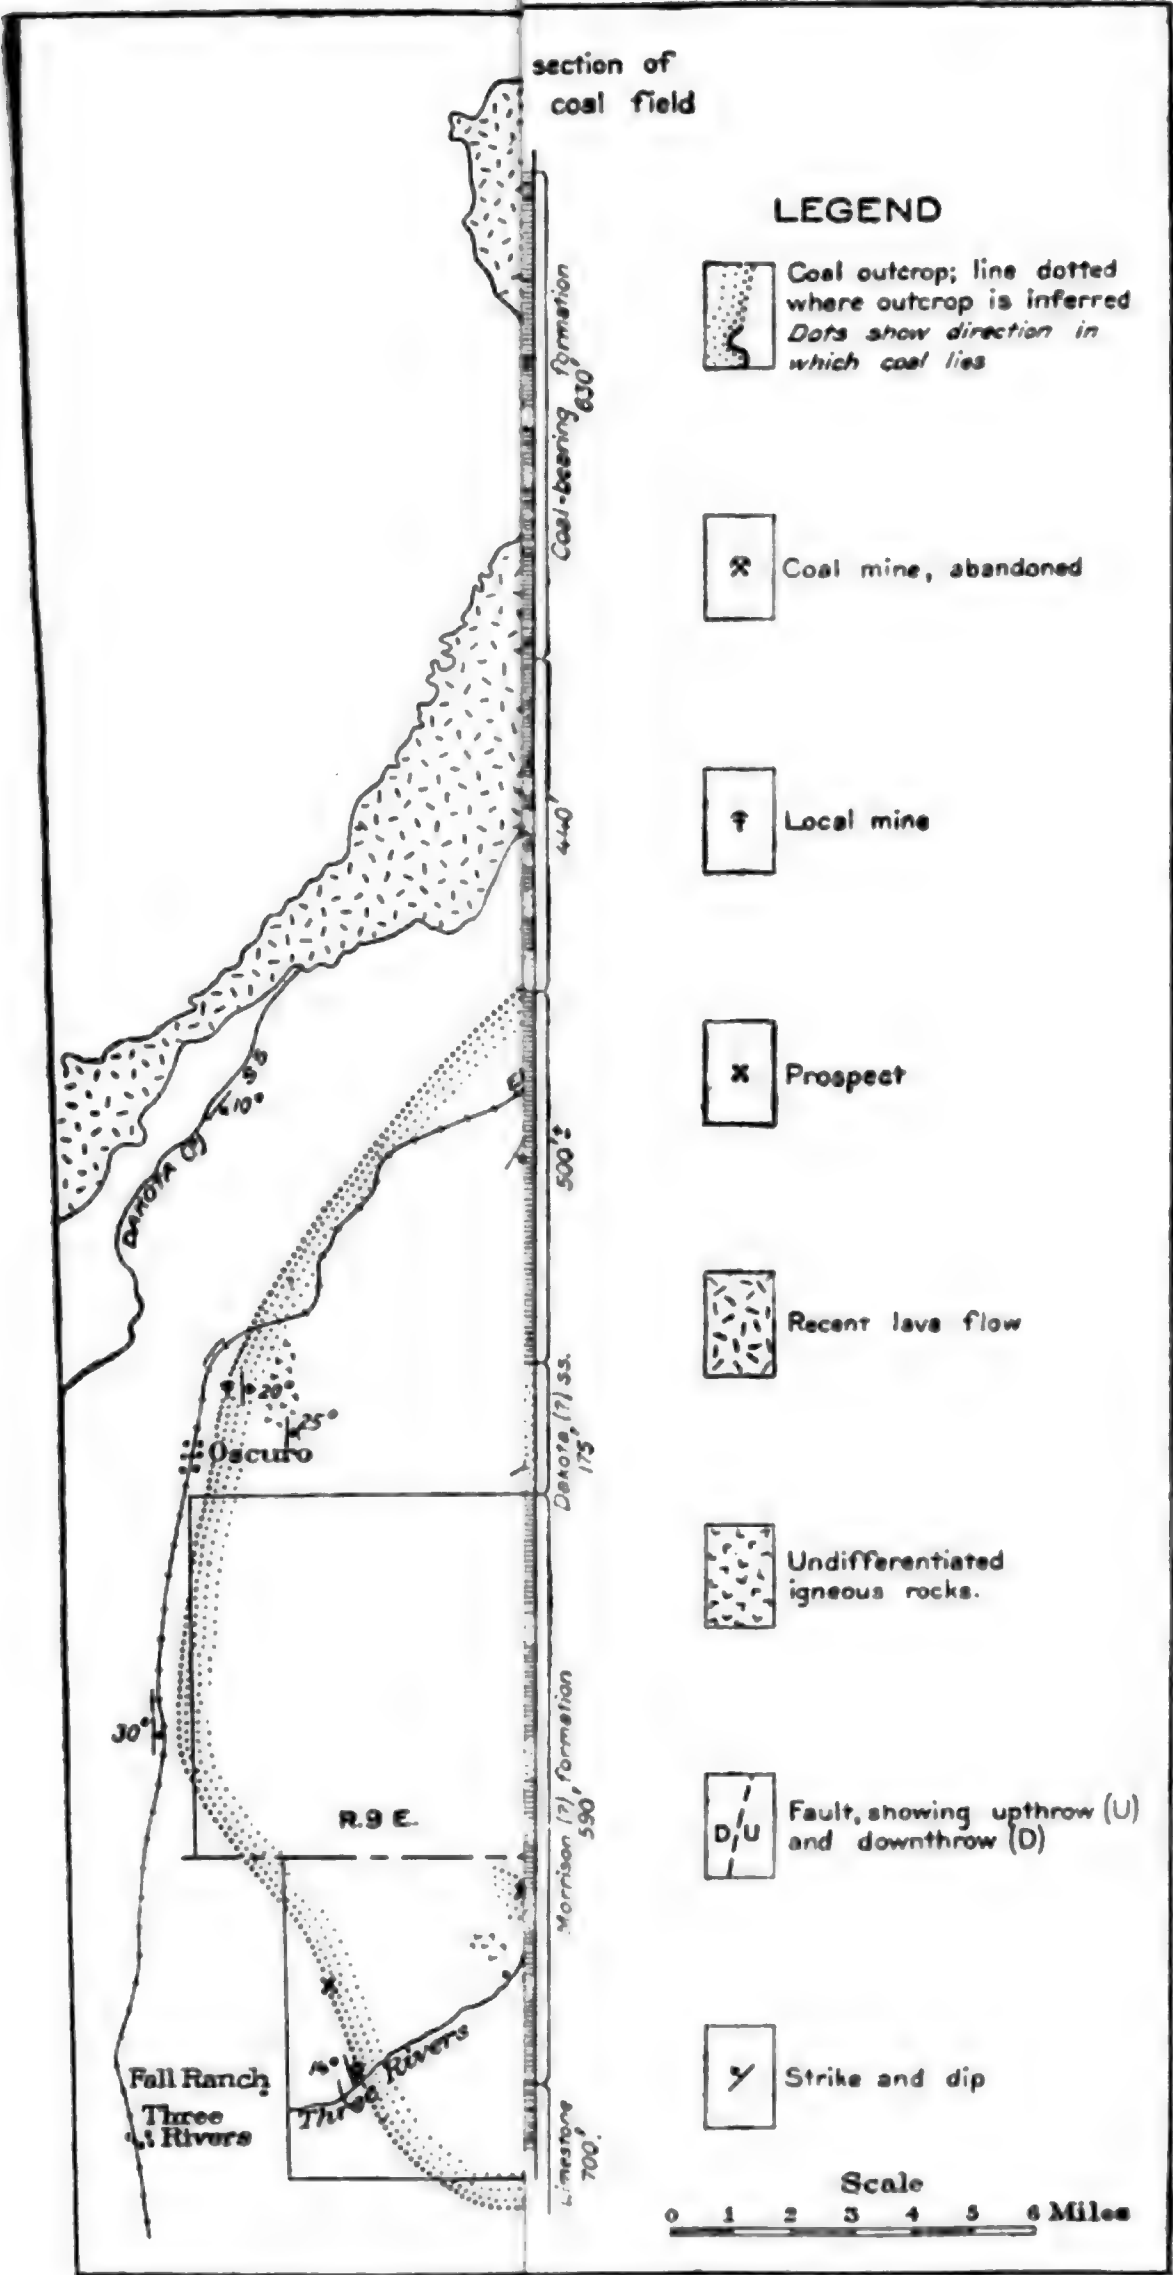 section of
coal field
LEGEND
Coal outcrop; line dotted
where outcrop is inferred
Dots show direction in
which coal lies
Coal mine, abandoned
Local mine
Prospect
Recent lava flow
Undifferentiated
igneous rocks.
D U
Fault, showing upthrow (U)
and downthrow (D)
Strike and dip
Scale
0 1 2 3 4 5 6 Miles
Coal-bearing formation
630'
440'
500'±
Dakota (?) ss.
175'
Morrison (?) formation
590'
Limestone
700'
DAKOTA (?)
SS
10°
El
20°
25°
Oscuro
30°
R.9 E.
Three Rivers
Fall Ranch
Three
Rivers